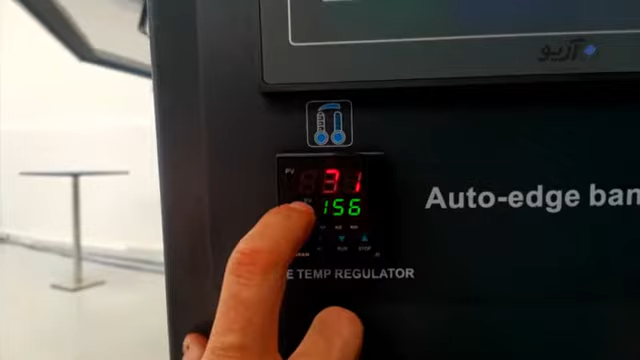 آریو
PV
31
156
Auto-edge ban
E TEMP REGULATOR